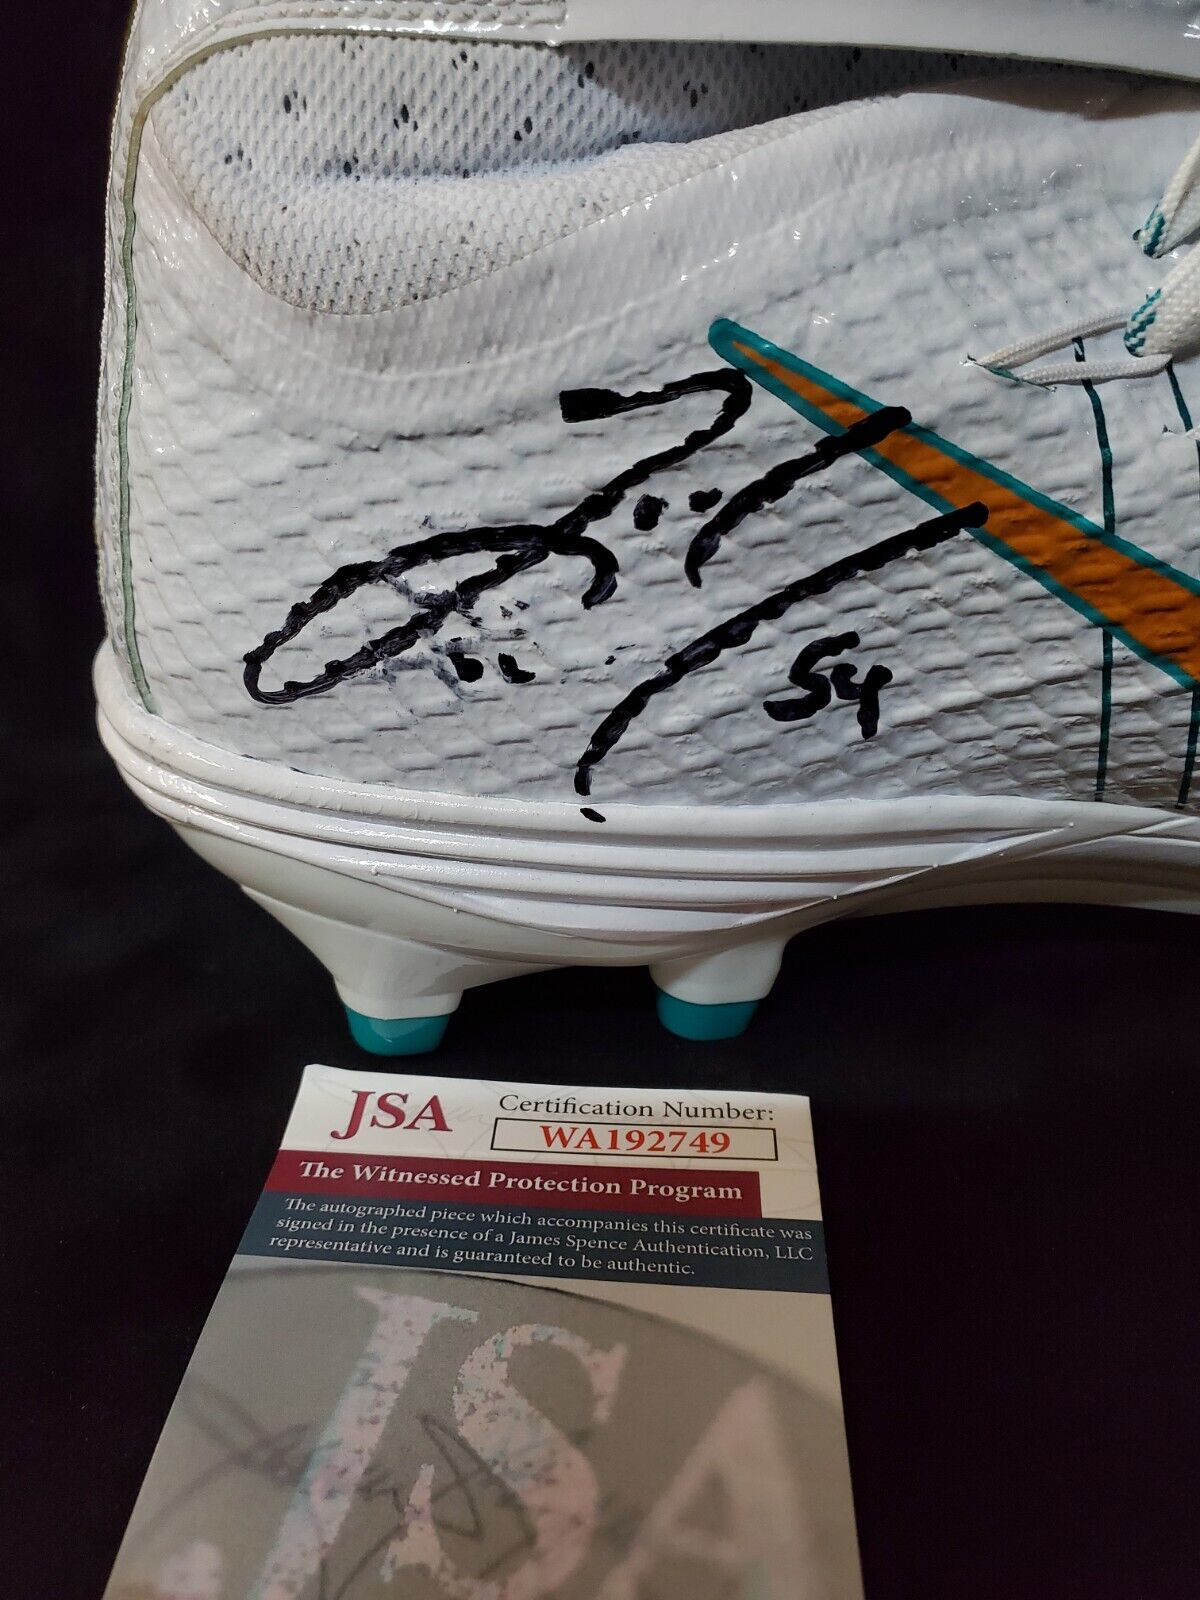 54
JSA
Certification Number:
WA192749
The Witnessed Protection Program
The autographed piece which accompanies this certificate was
signed in the presence of a James Spence Authentication, LLC
representative and is guaranteed to be authentic.
JSA